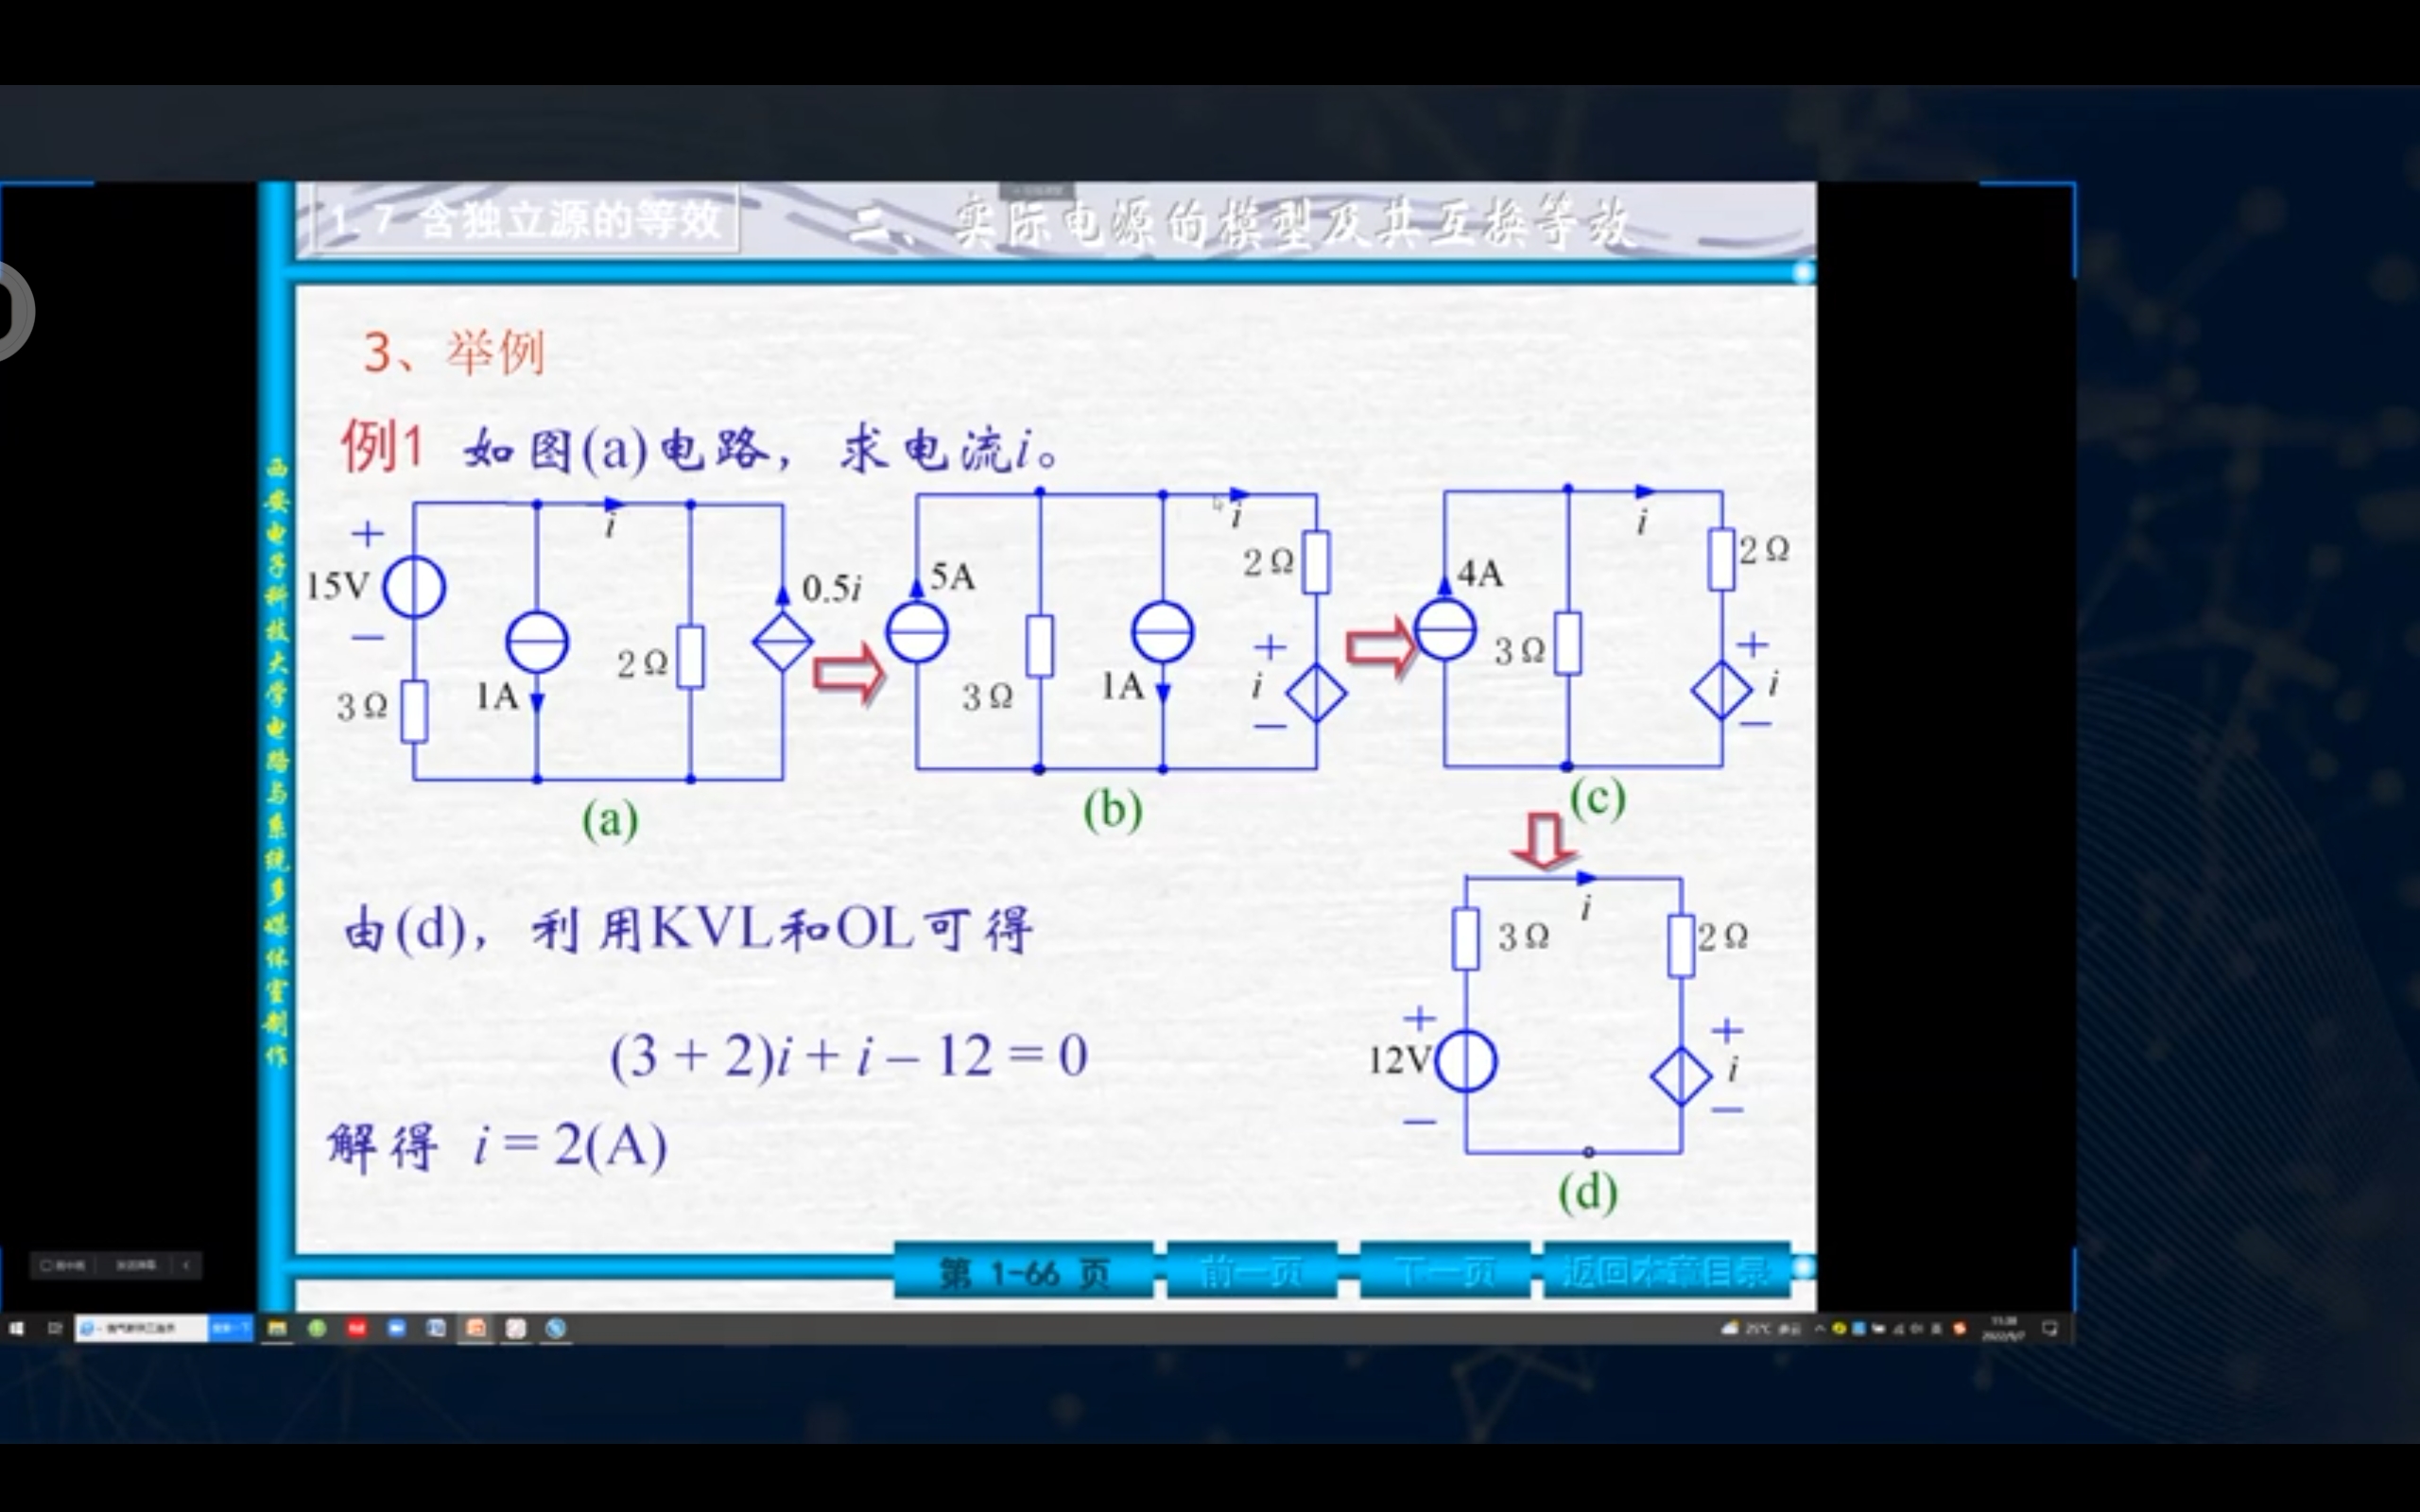 1.7 含独立源的等效
二、实际电源的模型及其互换等效
3、举例
例1 如图(a)电路，求电流i。
+
15V
−
3Ω
1A
i
2Ω
0.5i
(a)
5A
3Ω
1A
i
2Ω
+
i
−
(b)
4A
3Ω
i
2Ω
+
i
−
(c)
i
3Ω
2Ω
+
12V
−
+
i
−
(d)
由(d)，利用KVL和OL可得
(3 + 2)i + i – 12 = 0
解得 i = 2(A)
西安电子科技大学电路与系统多媒体室制作
第 1-66 页
前一页
下一页
返回本章目录
25°C